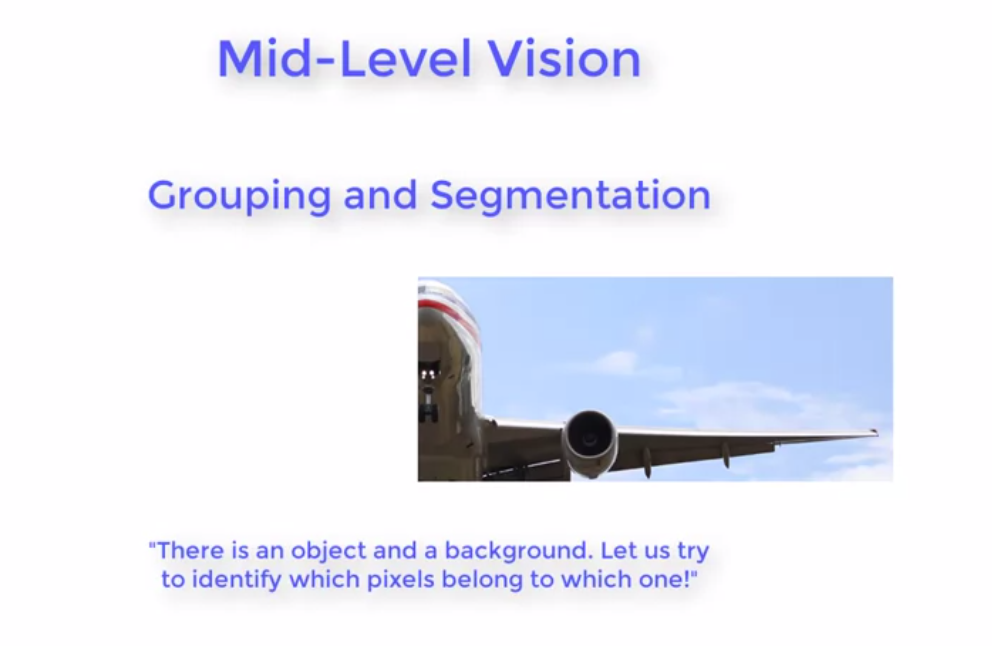 Mid-Level Vision
Grouping and Segmentation
"There is an object and a background. Let us try
to identify which pixels belong to which one!"